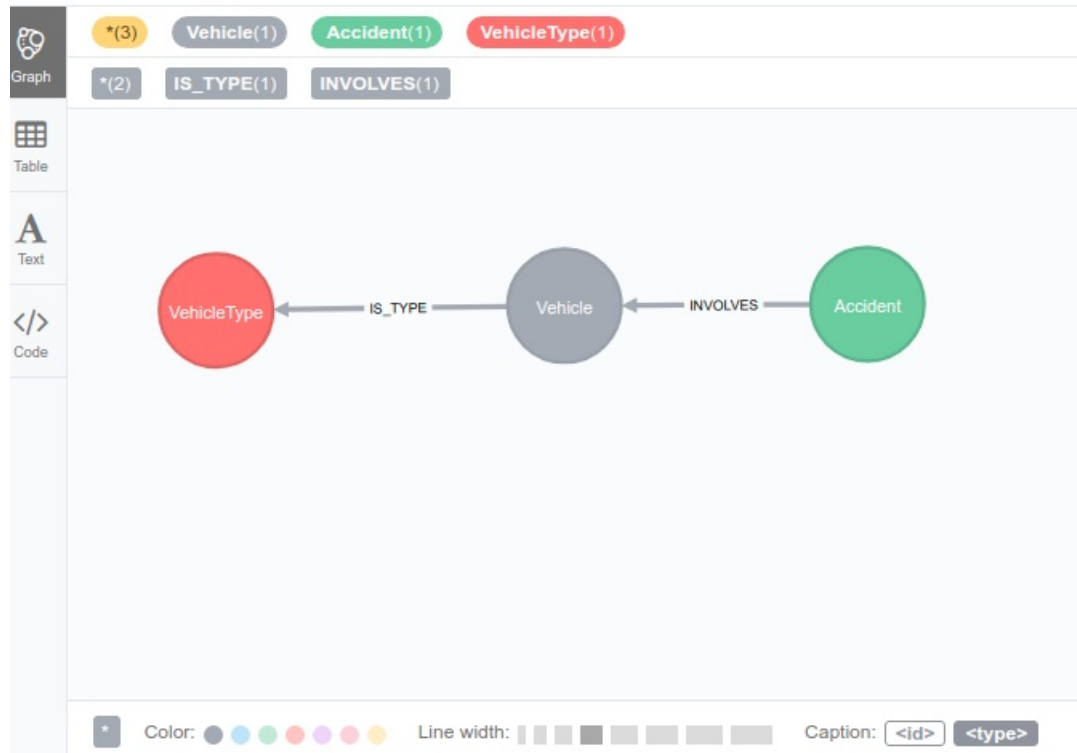 *(3) Vehicle(1) Accident(1) VehicleType(1)
Graph
*(2) IS_TYPE(1) INVOLVES(1)
Table
A
Text
</>
Code
VehicleType IS_TYPE Vehicle INVOLVES Accident
* Color: Line width: Caption: <id> <type>